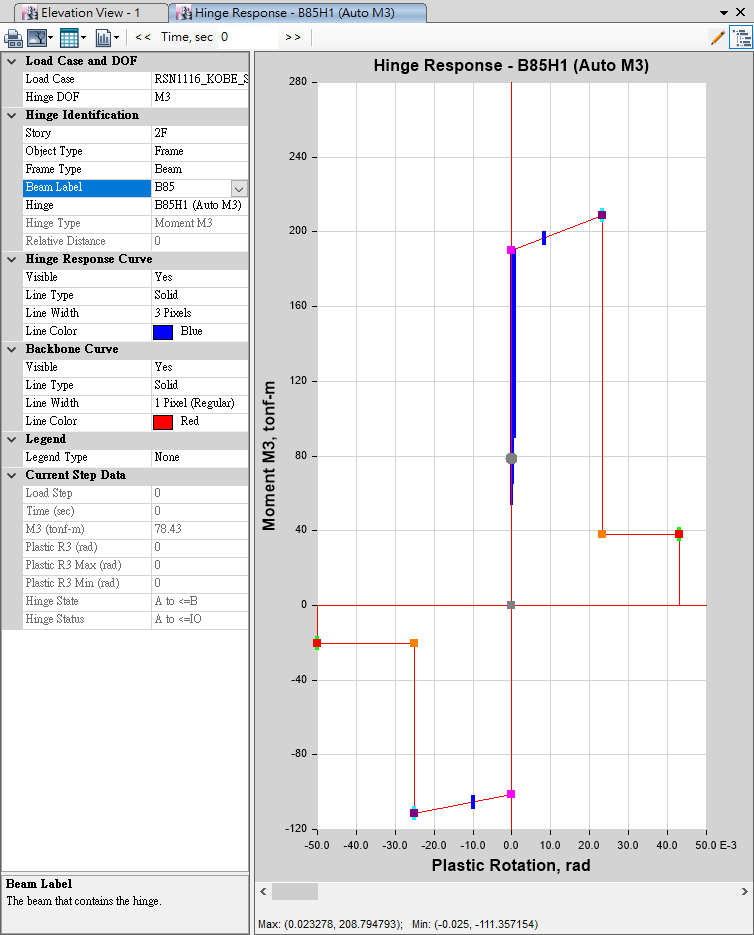 Elevation View - 1
Hinge Response - B85H1 (Auto M3)
<< Time, sec 0 >>
Load Case and DOF
Load Case RSN1116_KOBE_S
Hinge DOF M3
Hinge Identification
Story 2F
Object Type Frame
Frame Type Beam
Beam Label B85
Hinge B85H1 (Auto M3)
Hinge Type Moment M3
Relative Distance 0
Hinge Response Curve
Visible Yes
Line Type Solid
Line Width 3 Pixels
Line Color Blue
Backbone Curve
Visible Yes
Line Type Solid
Line Width 1 Pixel (Regular)
Line Color Red
Legend
Legend Type None
Current Step Data
Load Step 0
Time (sec) 0
M3 (tonf-m) 78.43
Plastic R3 (rad) 0
Plastic R3 Max (rad) 0
Plastic R3 Min (rad) 0
Hinge State A to <=B
Hinge Status A to <=IO
Beam Label
The beam that contains the hinge.
Hinge Response - B85H1 (Auto M3)
Moment M3, tonf-m
280
240
200
160
120
80
40
0
-40
-80
-120
-50.0 -40.0 -30.0 -20.0 -10.0 0.0 10.0 20.0 30.0 40.0 50.0 E-3
Plastic Rotation, rad
Max: (0.023278, 208.794793); Min: (-0.025, -111.357154)